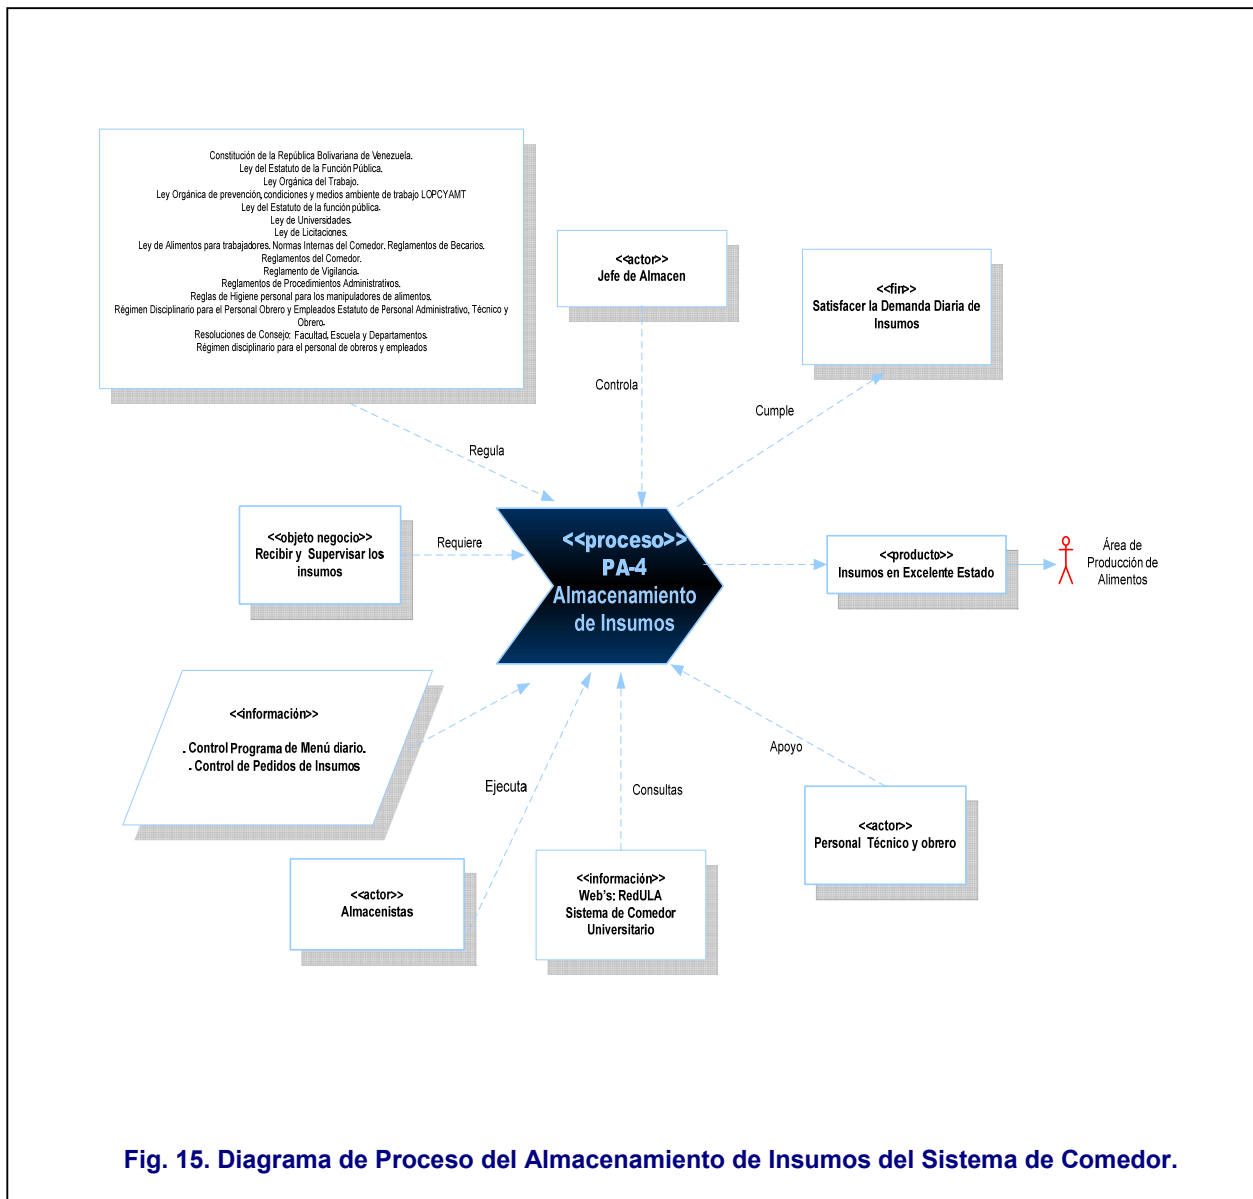 Constitución de la República Bolivariana de Venezuela.
Ley del Estatuto de la Función Pública.
Ley Orgánica del Trabajo.
Ley Orgánica de prevención, condiciones y medios ambiente de trabajo LOPCYAMT
Ley del Estatuto de la función pública.
Ley de Universidades.
Ley de Licitaciones.
Ley de Alimentos para trabajadores. Normas Internas del Comedor. Reglamentos de Becarios.
Reglamentos del Comedor.
Reglamento de Vigilancia.
Reglamentos de Procedimientos Administrativos.
Reglas de Higiene personal para los manipuladores de alimentos.
Régimen Disciplinario para el Personal Obrero y Empleados Estatuto de Personal Administrativo, Técnico y
Obrero.
Resoluciones de Consejo: Facultad, Escuela y Departamentos.
Régimen disciplinario para el personal de obreros y empleados
<<actor>>
Jefe de Almacen
<<fin>>
Satisfacer la Demanda Diaria de
Insumos
Controla
Cumple
Regula
<<objeto negocio>>
Recibir y Supervisar los
insumos
Requiere
<<proceso>>
PA-4
Almacenamiento
de Insumos
<<producto>>
Insumos en Excelente Estado
Área de
Producción de
Alimentos
<<información>>
. Control Programa de Menú diario.
. Control de Pedidos de Insumos
Ejecuta
Consultas
Apoyo
<<actor>>
Almacenistas
<<información>>
Web's: RedULA
Sistema de Comedor
Universitario
<<actor>>
Personal Técnico y obrero
Fig. 15. Diagrama de Proceso del Almacenamiento de Insumos del Sistema de Comedor.